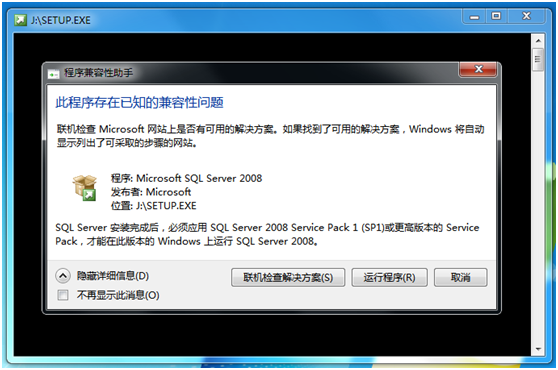 J:\SETUP.EXE
程序兼容性助手
此程序存在已知的兼容性问题
联机检查 Microsoft 网站上是否有可用的解决方案。如果找到了可用的解决方案，Windows 将自动
显示列出了可采取的步骤的网站。
程序: Microsoft SQL Server 2008
发布者: Microsoft
位置: J:\SETUP.EXE
SQL Server 安装完成后，必须应用 SQL Server 2008 Service Pack 1 (SP1)或更高版本的 Service
Pack，才能在此版本的 Windows 上运行 SQL Server 2008。
隐藏详细信息(D) 联机检查解决方案(S) 运行程序(R) 取消
不再显示此消息(O)